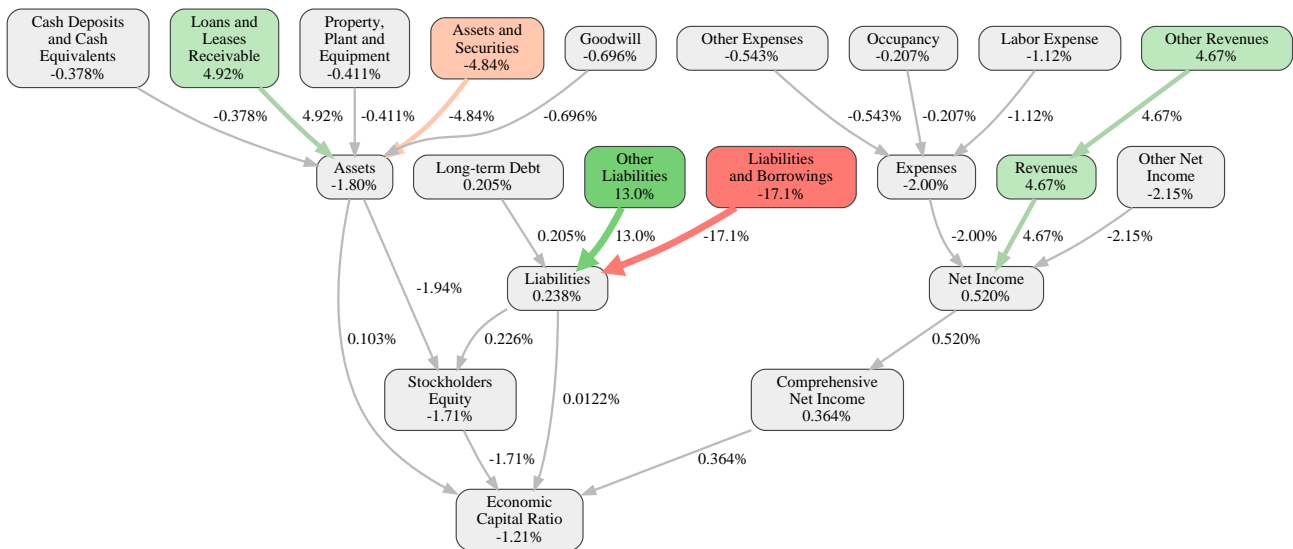 Cash Deposits
and Cash
Equivalents
-0.378%
Loans and
Leases
Receivable
4.92%
Property,
Plant and
Equipment
-0.411%
Assets and
Securities
-4.84%
Goodwill
-0.696%
Other Expenses
-0.543%
Occupancy
-0.207%
Labor Expense
-1.12%
Other Revenues
4.67%
-0.378%
4.92%
-0.411%
-4.84%
-0.696%
-0.543%
-0.207%
-1.12%
4.67%
Assets
-1.80%
Long-term Debt
0.205%
Other
Liabilities
13.0%
Liabilities
and Borrowings
-17.1%
Expenses
-2.00%
Revenues
4.67%
Other Net
Income
-2.15%
0.205%
13.0%
-17.1%
-2.00%
4.67%
-2.15%
Liabilities
0.238%
Net Income
0.520%
-1.94%
0.103%
0.226%
0.520%
Stockholders
Equity
-1.71%
0.0122%
Comprehensive
Net Income
0.364%
-1.71%
0.364%
Economic
Capital Ratio
-1.21%